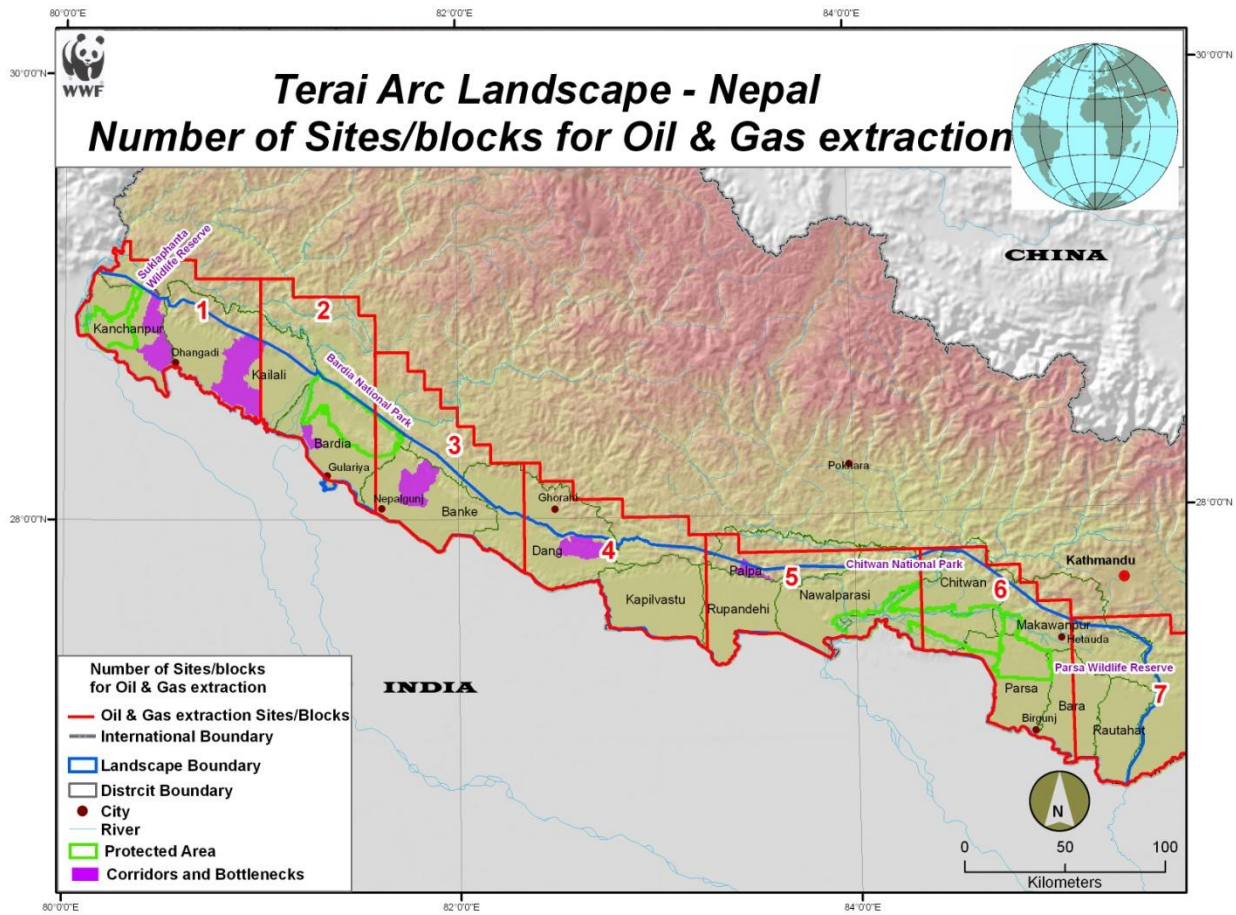 80°0'0"E
82°0'0"E
84°0'0"E
30°0'0"N
30°0'0"N
WWF
Terai Arc Landscape - Nepal
Number of Sites/blocks for Oil & Gas extraction
CHINA
Suklaphanta
Wildlife Reserve
1
2
Kanchanpur
Dhangadi
Kailali
Bardia National Park
3
Bardia
Gulariya
Nepalgunj
Banke
Pokhara
Ghorahi
28°0'0"N
28°0'0"N
Dang
4
Palpa
5
Chitwan National Park
Kathmandu
Chitwan
6
Kapilvastu
Rupandehi
Nawalparasi
Makawanpur
Hetauda
Parsa Wildlife Reserve
7
INDIA
Parsa
Bara
Birgunj
Rautahat
Number of Sites/blocks
for Oil & Gas extraction
Oil & Gas extraction Sites/Blocks
International Boundary
Landscape Boundary
Distrcit Boundary
City
River
Protected Area
Corridors and Bottlenecks
N
0 50 100
Kilometers
80°0'0"E
82°0'0"E
84°0'0"E